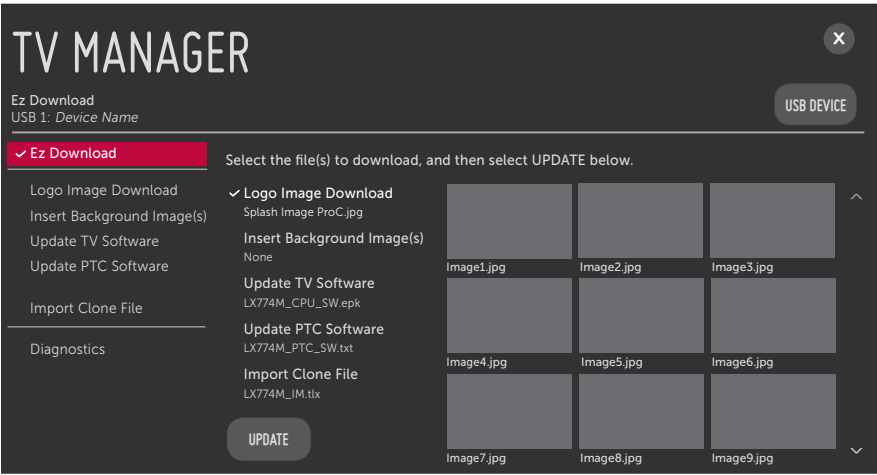 TV MANAGER
X
Ez Download
USB 1: Device Name
USB DEVICE
Ez Download
Logo Image Download
Insert Background Image(s)
Update TV Software
Update PTC Software
Import Clone File
Diagnostics
Select the file(s) to download, and then select UPDATE below.
Logo Image Download
Splash Image ProC.jpg
Insert Background Image(s)
None
Update TV Software
LX774M_CPU_SW.epk
Update PTC Software
LX774M_PTC_SW.txt
Import Clone File
LX774M_IM.tlx
UPDATE
Image1.jpg
Image2.jpg
Image3.jpg
Image4.jpg
Image5.jpg
Image6.jpg
Image7.jpg
Image8.jpg
Image9.jpg